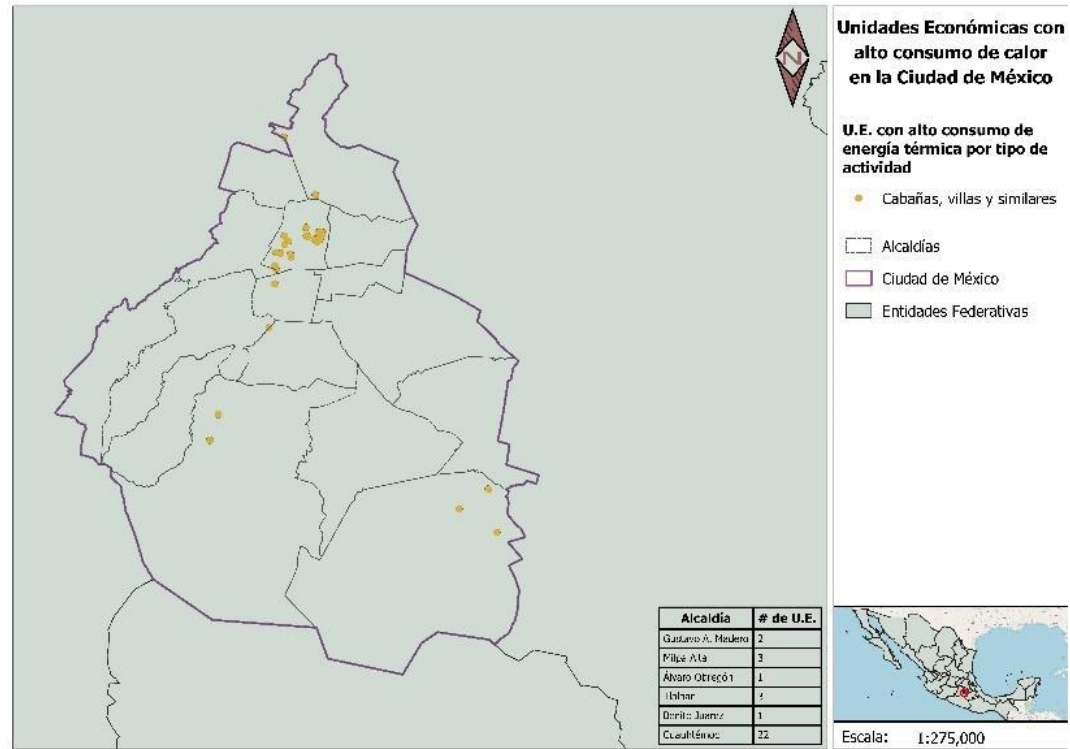 Unidades Económicas con
alto consumo de calor
en la Ciudad de México
U.E. con alto consumo de
energía térmica por tipo de
actividad
Cabañas, villas y similares
Alcaldías
Ciudad de México
Entidades Federativas
N
Alcaldía # de U.E.
Gustavo A. Madero 2
Milpa Alta 3
Álvaro Obregón 1
3
Benito Juarez 1
Cuauhtémoc 22
Escala: 1:275,000